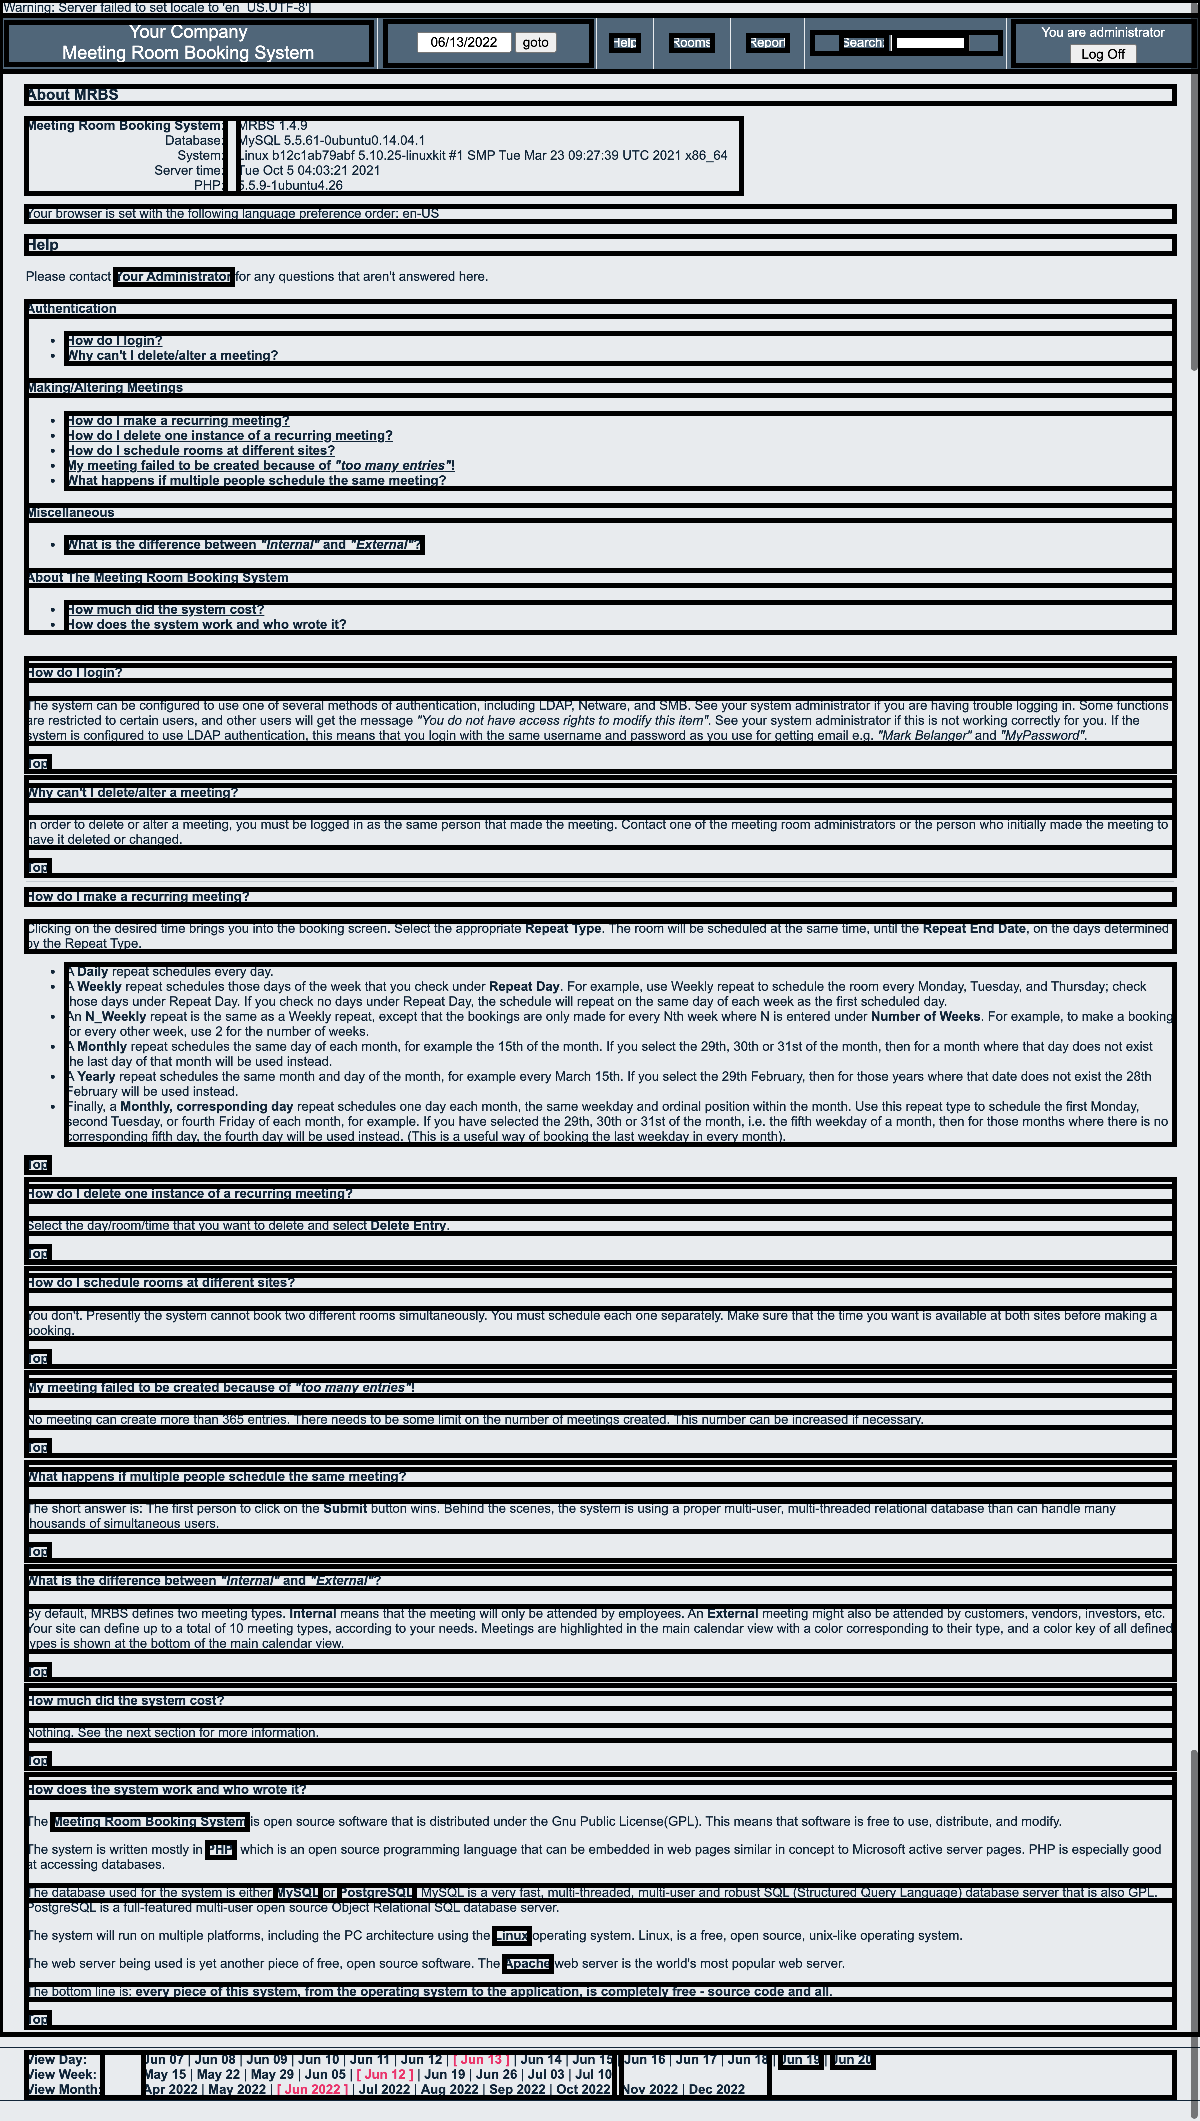 Warning: Server failed to set locale to 'en_US.UTF-8']
Your Company
Meeting Room Booking System
06/13/2022 goto
Help
Rooms
Report
Search:
You are administrator
Log Off
About MRBS
Meeting Room Booking System: MRBS 1.4.9
Database: MySQL 5.5.61-0ubuntu0.14.04.1
System: Linux b12c1ab79abf 5.10.25-linuxkit #1 SMP Tue Mar 23 09:27:39 UTC 2021 x86_64
Server time: Tue Oct 5 04:03:21 2021
PHP: 5.5.9-1ubuntu4.26
Your browser is set with the following language preference order: en-US
Help
Please contact Your Administrator for any questions that aren't answered here.
Authentication
• How do I login?
• Why can't I delete/alter a meeting?
Making/Altering Meetings
• How do I make a recurring meeting?
• How do I delete one instance of a recurring meeting?
• How do I schedule rooms at different sites?
• My meeting failed to be created because of "too many entries"!
• What happens if multiple people schedule the same meeting?
Miscellaneous
• What is the difference between "Internal" and "External"?
About The Meeting Room Booking System
• How much did the system cost?
• How does the system work and who wrote it?
How do I login?
The system can be configured to use one of several methods of authentication, including LDAP, Netware, and SMB. See your system administrator if you are having trouble logging in. Some functions
are restricted to certain users, and other users will get the message "You do not have access rights to modify this item". See your system administrator if this is not working correctly for you. If the
system is configured to use LDAP authentication, this means that you login with the same username and password as you use for getting email e.g. "Mark Belanger" and "MyPassword".
Top
Why can't I delete/alter a meeting?
In order to delete or alter a meeting, you must be logged in as the same person that made the meeting. Contact one of the meeting room administrators or the person who initially made the meeting to
have it deleted or changed.
Top
How do I make a recurring meeting?
Clicking on the desired time brings you into the booking screen. Select the appropriate Repeat Type. The room will be scheduled at the same time, until the Repeat End Date, on the days determined
by the Repeat Type.
• A Daily repeat schedules every day.
• A Weekly repeat schedules those days of the week that you check under Repeat Day. For example, use Weekly repeat to schedule the room every Monday, Tuesday, and Thursday; check
those days under Repeat Day. If you check no days under Repeat Day, the schedule will repeat on the same day of each week as the first scheduled day.
• An N_Weekly repeat is the same as a Weekly repeat, except that the bookings are only made for every Nth week where N is entered under Number of Weeks. For example, to make a booking
for every other week, use 2 for the number of weeks.
• A Monthly repeat schedules the same day of each month, for example the 15th of the month. If you select the 29th, 30th or 31st of the month, then for a month where that day does not exist
the last day of that month will be used instead.
• A Yearly repeat schedules the same month and day of the month, for example every March 15th. If you select the 29th February, then for those years where that date does not exist the 28th
February will be used instead.
• Finally, a Monthly, corresponding day repeat schedules one day each month, the same weekday and ordinal position within the month. Use this repeat type to schedule the first Monday,
second Tuesday, or fourth Friday of each month, for example. If you have selected the 29th, 30th or 31st of the month, i.e. the fifth weekday of a month, then for those months where there is no
corresponding fifth day, the fourth day will be used instead. (This is a useful way of booking the last weekday in every month).
Top
How do I delete one instance of a recurring meeting?
Select the day/room/time that you want to delete and select Delete Entry.
Top
How do I schedule rooms at different sites?
You don't. Presently the system cannot book two different rooms simultaneously. You must schedule each one separately. Make sure that the time you want is available at both sites before making a
booking.
Top
My meeting failed to be created because of "too many entries"!
No meeting can create more than 365 entries. There needs to be some limit on the number of meetings created. This number can be increased if necessary.
Top
What happens if multiple people schedule the same meeting?
The short answer is: The first person to click on the Submit button wins. Behind the scenes, the system is using a proper multi-user, multi-threaded relational database than can handle many
thousands of simultaneous users.
Top
What is the difference between "Internal" and "External"?
By default, MRBS defines two meeting types. Internal means that the meeting will only be attended by employees. An External meeting might also be attended by customers, vendors, investors, etc.
Your site can define up to a total of 10 meeting types, according to your needs. Meetings are highlighted in the main calendar view with a color corresponding to their type, and a color key of all defined
types is shown at the bottom of the main calendar view.
Top
How much did the system cost?
Nothing. See the next section for more information.
Top
How does the system work and who wrote it?
The Meeting Room Booking System is open source software that is distributed under the Gnu Public License(GPL). This means that software is free to use, distribute, and modify.
The system is written mostly in PHP, which is an open source programming language that can be embedded in web pages similar in concept to Microsoft active server pages. PHP is especially good
at accessing databases.
The database used for the system is either MySQL or PostgreSQL. MySQL is a very fast, multi-threaded, multi-user and robust SQL (Structured Query Language) database server that is also GPL.
PostgreSQL is a full-featured multi-user open source Object Relational SQL database server.
The system will run on multiple platforms, including the PC architecture using the Linux operating system. Linux, is a free, open source, unix-like operating system.
The web server being used is yet another piece of free, open source software. The Apache web server is the world's most popular web server.
The bottom line is: every piece of this system, from the operating system to the application, is completely free - source code and all.
Top
View Day: Jun 07 | Jun 08 | Jun 09 | Jun 10 | Jun 11 | Jun 12 | [ Jun 13 ] | Jun 14 | Jun 15 | Jun 16 | Jun 17 | Jun 18 | Jun 19 | Jun 20
View Week: May 15 | May 22 | May 29 | Jun 05 | [ Jun 12 ] | Jun 19 | Jun 26 | Jul 03 | Jul 10
View Month: Apr 2022 | May 2022 | [ Jun 2022 ] | Jul 2022 | Aug 2022 | Sep 2022 | Oct 2022 | Nov 2022 | Dec 2022